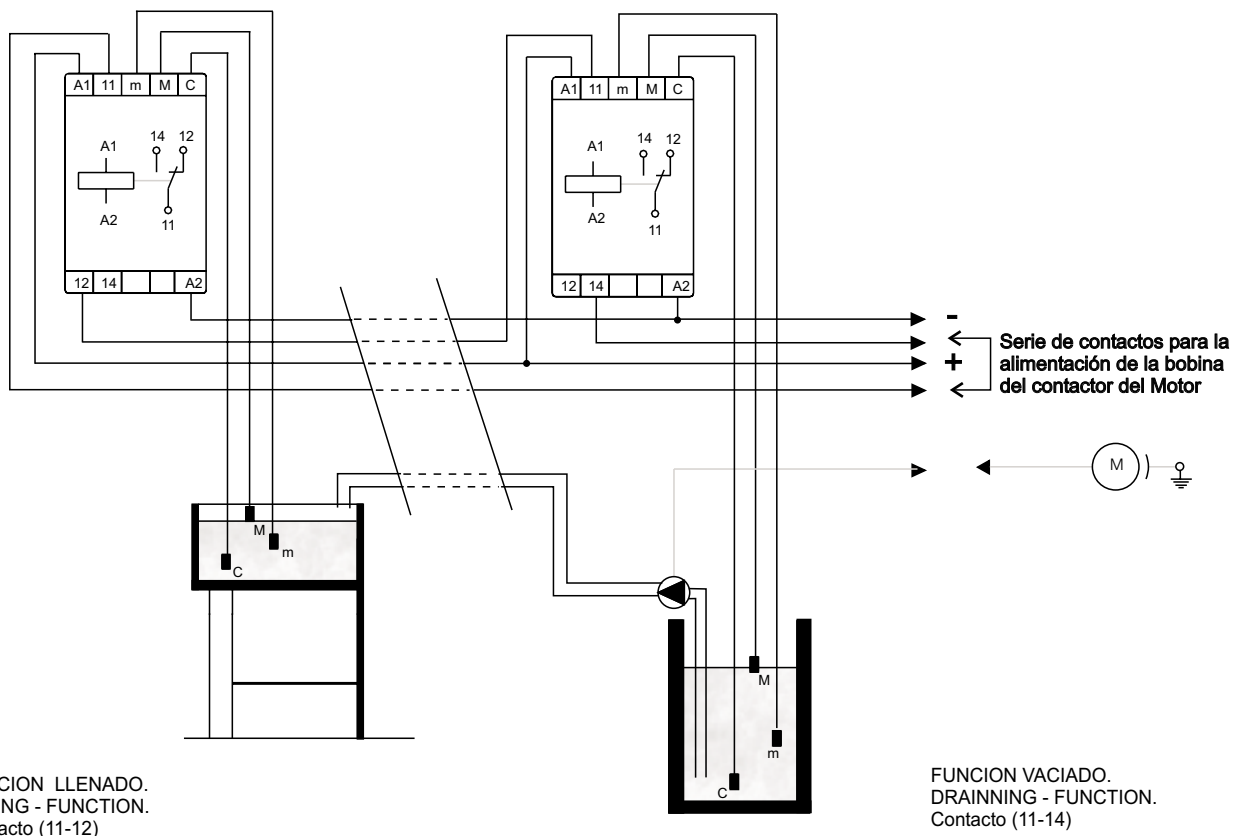 A1 11 m M C
14 12
A1
A2
11
12 14 A2
A1 11 m M C
14 12
A1
A2
11
12 14 A2
-
+
Serie de contactos para la
alimentación de la bobina
del contactor del Motor
M
M
m
C
M
m
C
CION LLENADO.
NG - FUNCTION.
acto (11-12)
FUNCION VACIADO.
DRAINNING - FUNCTION.
Contacto (11-14)